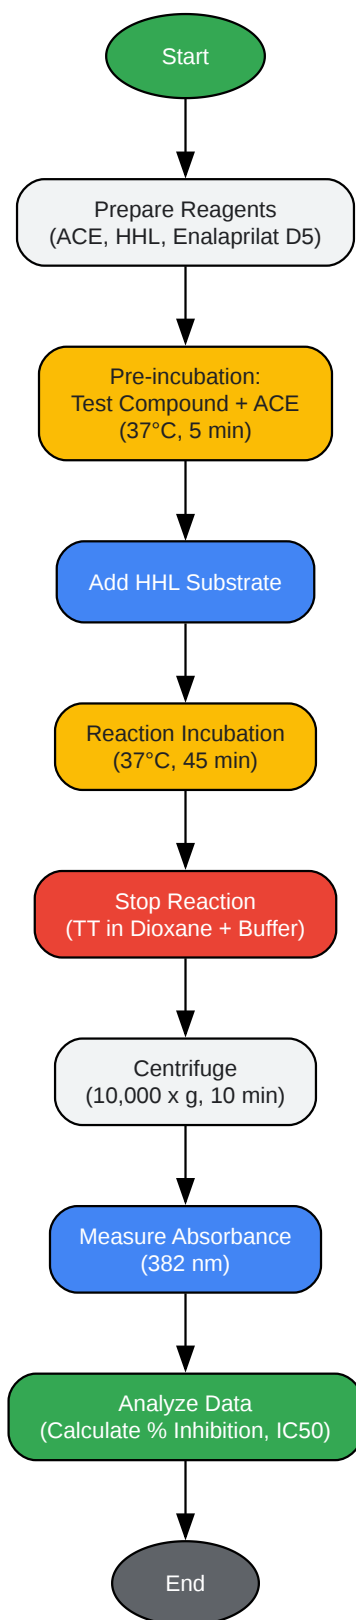 Start
Prepare Reagents
(ACE, HHL, Enalaprilat D5)
Pre-incubation:
Test Compound + ACE
(37°C, 5 min)
Add HHL Substrate
Reaction Incubation
(37°C, 45 min)
Stop Reaction
(TT in Dioxane + Buffer)
Centrifuge
(10,000 x g, 10 min)
Measure Absorbance
(382 nm)
Analyze Data
(Calculate % Inhibition, IC50)
End